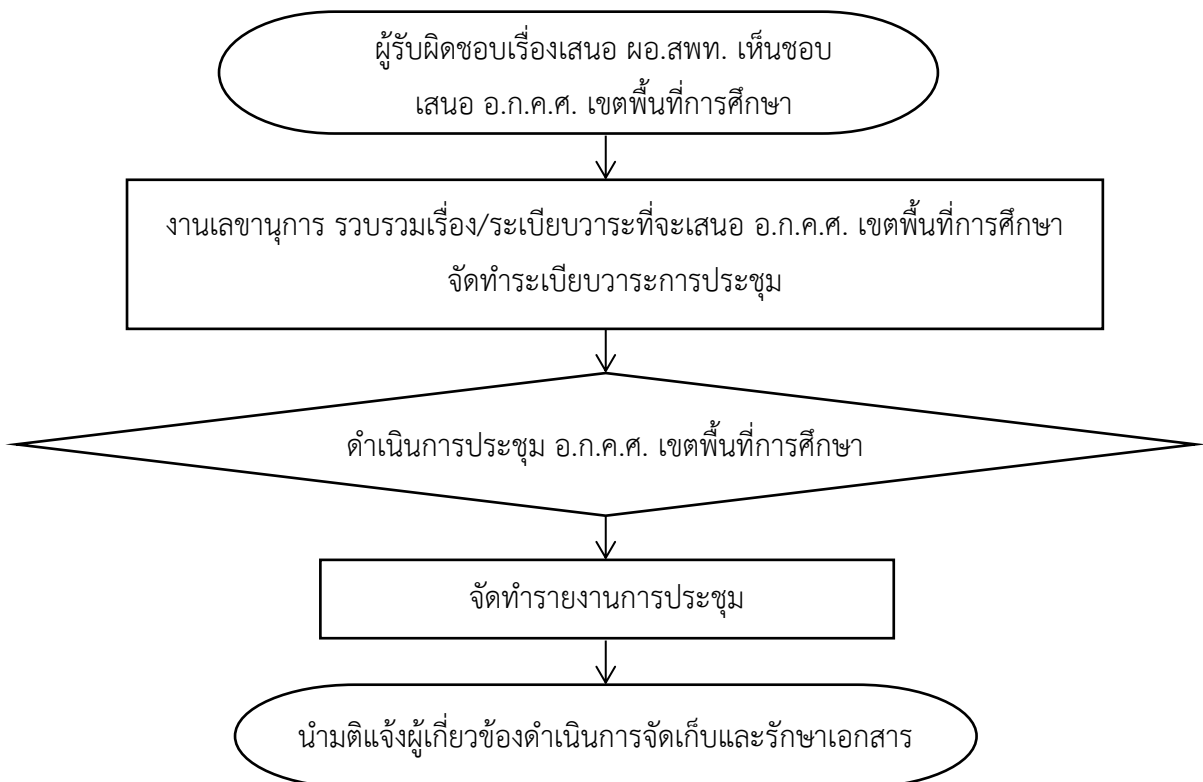 ผู้รับผิดชอบเรื่องเสนอ ผอ.สพท. เห็นชอบ
เสนอ อ.ก.ค.ศ. เขตพื้นที่การศึกษา
งานเลขานุการ รวบรวมเรื่อง/ระเบียบวาระที่จะเสนอ อ.ก.ค.ศ. เขตพื้นที่การศึกษา
จัดทำระเบียบวาระการประชุม
ดำเนินการประชุม อ.ก.ค.ศ. เขตพื้นที่การศึกษา
จัดทำรายงานการประชุม
นำมติแจ้งผู้เกี่ยวข้องดำเนินการจัดเก็บและรักษาเอกสาร